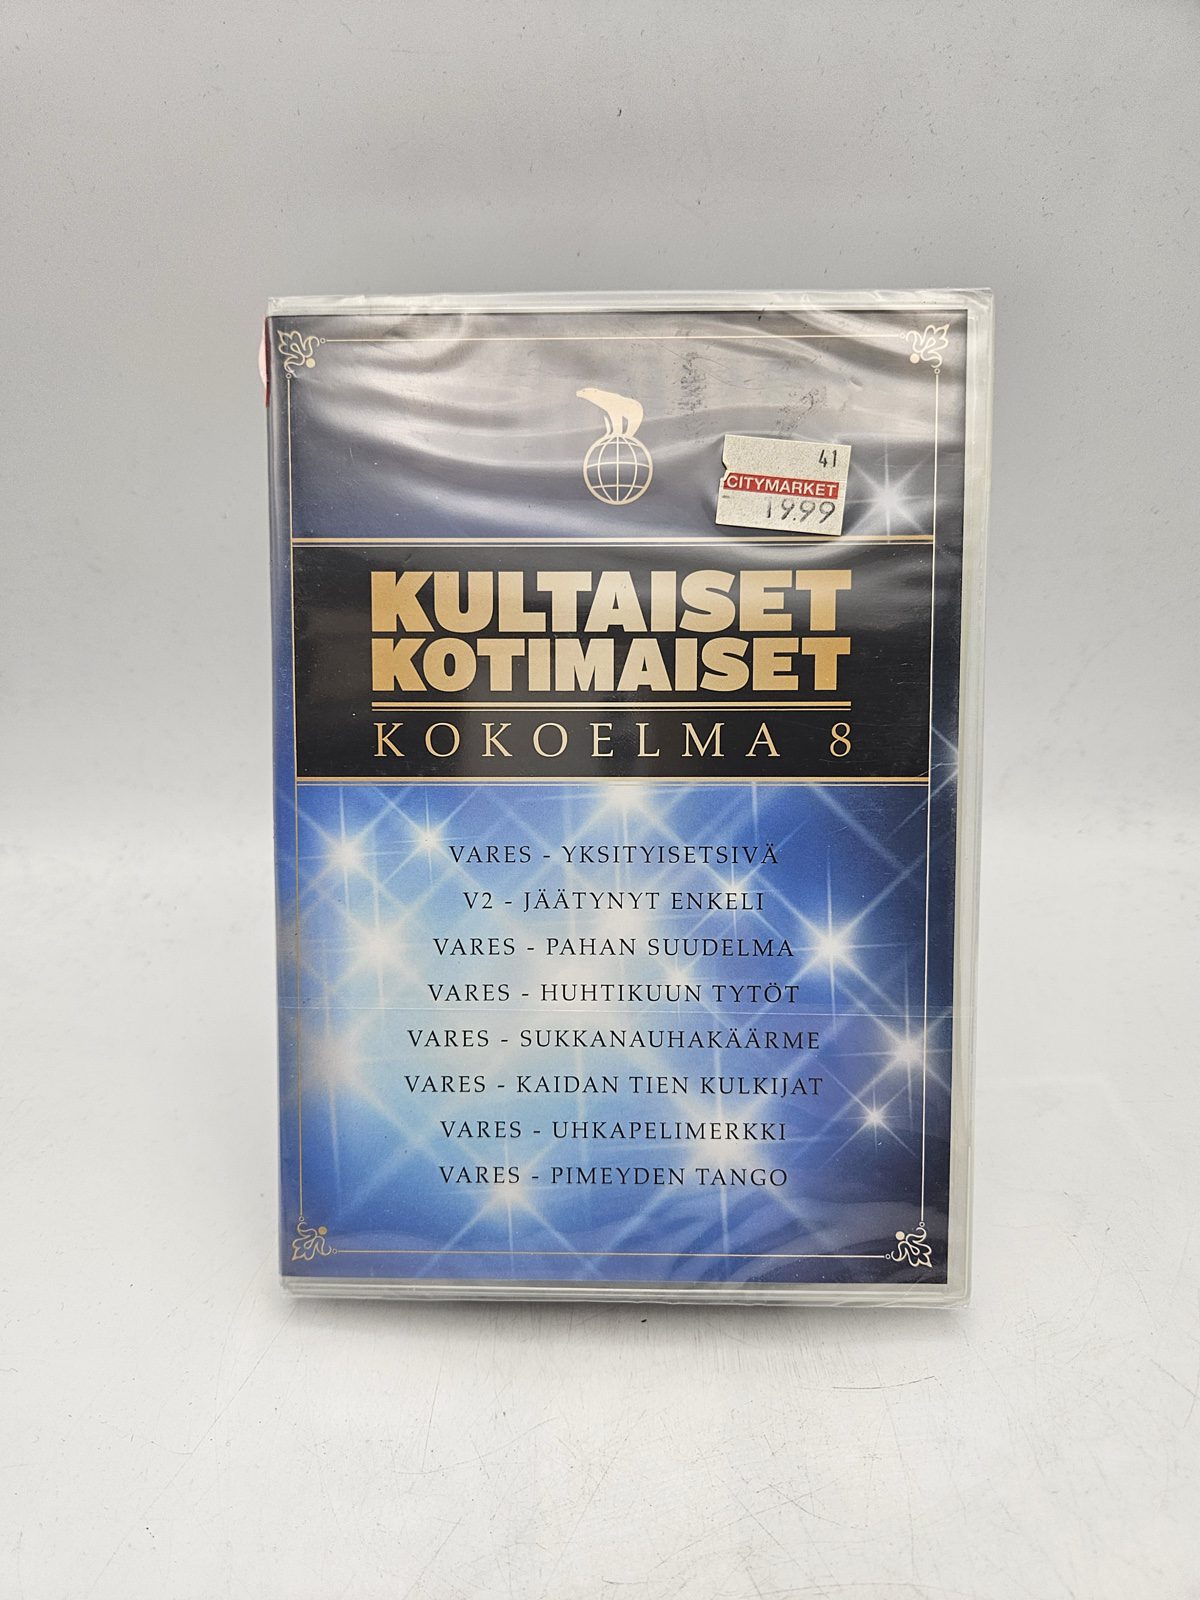 41
CITYMARKET
19.99
KULTAISET
KOTIMAISET
KOKOELMA 8
VARES - YKSITYISETSIVÄ
V2 - JÄÄTYNYT ENKELI
VARES - PAHAN SUUDELMA
VARES - HUHTIKUUN TYTÖT
VARES - SUKKANAUHAKÄÄRME
VARES - KAIDAN TIEN KULKIJAT
VARES - UHKAPELIMERKKI
VARES - PIMEYDEN TANGO